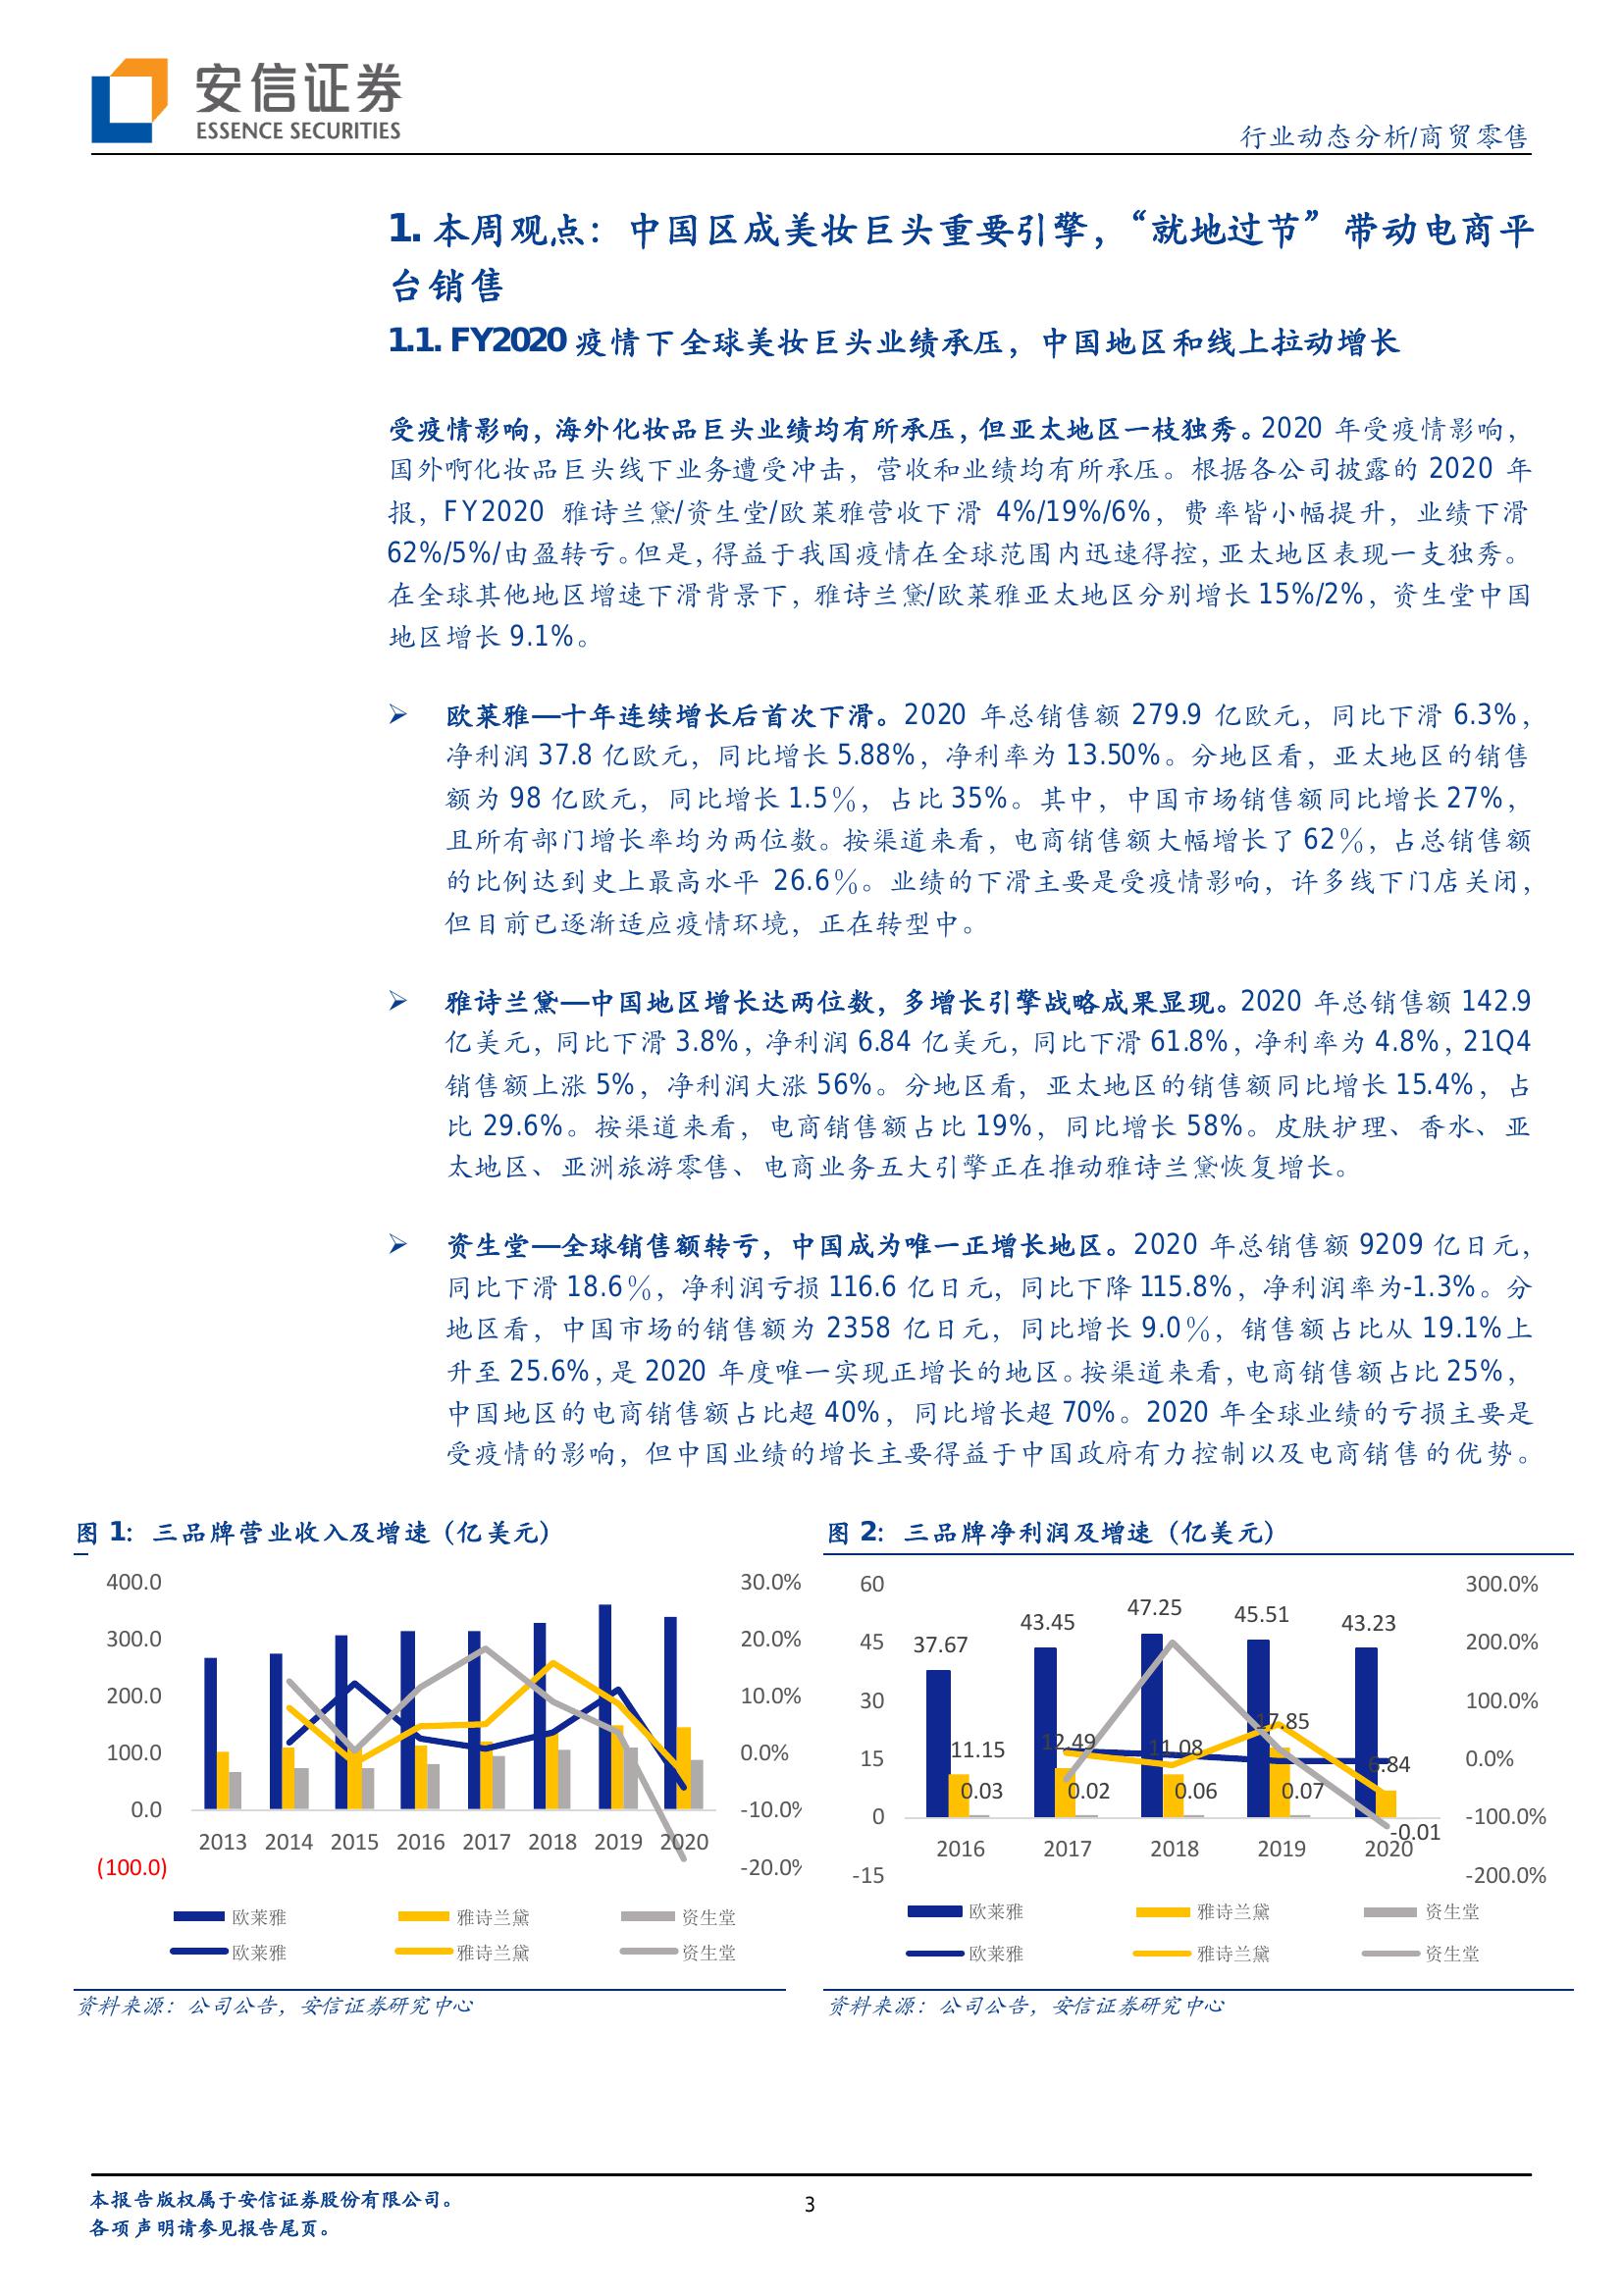 安信证券
ESSENCE SECURITIES
行业动态分析/商贸零售
1. 本周观点：中国区成美妆巨头重要引擎，“就地过节”带动电商平
台销售
1.1. FY2020 疫情下全球美妆巨头业绩承压，中国地区和线上拉动增长
受疫情影响，海外化妆品巨头业绩均有所承压，但亚太地区一枝独秀。2020 年受疫情影响，
国外啊化妆品巨头线下业务遭受冲击，营收和业绩均有所承压。根据各公司披露的 2020 年
报，FY2020 雅诗兰黛/资生堂/欧莱雅营收下滑 4%/19%/6%，费率皆小幅提升，业绩下滑
62%/5%/由盈转亏。但是，得益于我国疫情在全球范围内迅速得控，亚太地区表现一支独秀。
在全球其他地区增速下滑背景下，雅诗兰黛/欧莱雅亚太地区分别增长 15%/2%，资生堂中国
地区增长 9.1%。
➢ 欧莱雅—十年连续增长后首次下滑。2020 年总销售额 279.9 亿欧元，同比下滑 6.3%，
净利润 37.8 亿欧元，同比增长 5.88%，净利率为 13.50%。分地区看，亚太地区的销售
额为 98 亿欧元，同比增长 1.5％，占比 35%。其中，中国市场销售额同比增长 27%，
且所有部门增长率均为两位数。按渠道来看，电商销售额大幅增长了 62％，占总销售额
的比例达到史上最高水平 26.6％。业绩的下滑主要是受疫情影响，许多线下门店关闭，
但目前已逐渐适应疫情环境，正在转型中。
➢ 雅诗兰黛—中国地区增长达两位数，多增长引擎战略成果显现。2020 年总销售额 142.9
亿美元，同比下滑 3.8%，净利润 6.84 亿美元，同比下滑 61.8%，净利率为 4.8%，21Q4
销售额上涨 5%，净利润大涨 56%。分地区看，亚太地区的销售额同比增长 15.4%，占
比 29.6%。按渠道来看，电商销售额占比 19%，同比增长 58%。皮肤护理、香水、亚
太地区、亚洲旅游零售、电商业务五大引擎正在推动雅诗兰黛恢复增长。
➢ 资生堂—全球销售额转亏，中国成为唯一正增长地区。2020 年总销售额 9209 亿日元，
同比下滑 18.6％，净利润亏损 116.6 亿日元，同比下降 115.8%，净利润率为-1.3%。分
地区看，中国市场的销售额为 2358 亿日元，同比增长 9.0％，销售额占比从 19.1%上
升至 25.6%，是 2020 年度唯一实现正增长的地区。按渠道来看，电商销售额占比 25%，
中国地区的电商销售额占比超 40%，同比增长超 70%。2020 年全球业绩的亏损主要是
受疫情的影响，但中国业绩的增长主要得益于中国政府有力控制以及电商销售的优势。
图 1：三品牌营业收入及增速（亿美元）
400.0
300.0
200.0
100.0
0.0
(100.0)
30.0%
20.0%
10.0%
0.0%
-10.0%
-20.0%
2013 2014 2015 2016 2017 2018 2019 2020
欧莱雅 雅诗兰黛 资生堂
欧莱雅 雅诗兰黛 资生堂
资料来源：公司公告，安信证券研究中心
图 2：三品牌净利润及增速（亿美元）
60
45
30
15
0
-15
300.0%
200.0%
100.0%
0.0%
-100.0%
-200.0%
37.67 43.45 47.25 45.51 43.23
11.15 12.49 11.08 17.85 6.84
0.03 0.02 0.06 0.07 -0.01
2016 2017 2018 2019 2020
欧莱雅 雅诗兰黛 资生堂
欧莱雅 雅诗兰黛 资生堂
资料来源：公司公告，安信证券研究中心
本报告版权属于安信证券股份有限公司。
各项声明请参见报告尾页。
3